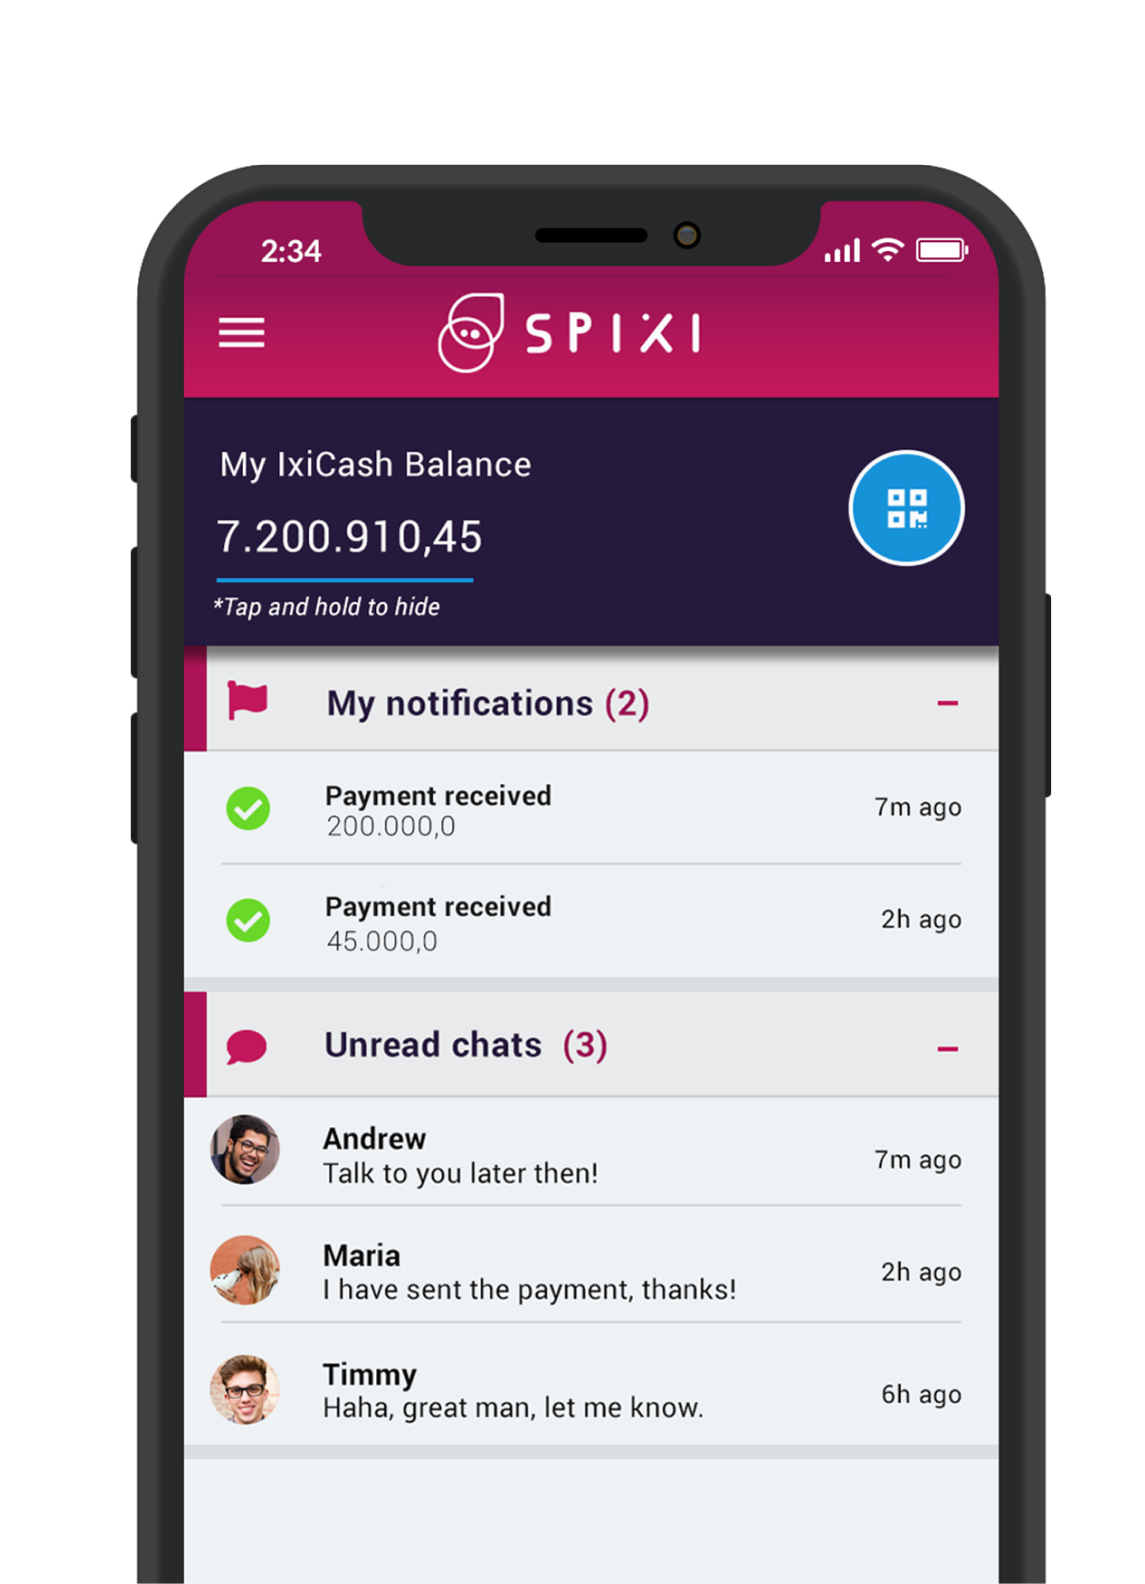 2:34
SPIXI
My IxiCash Balance
7.200.910,45
*Tap and hold to hide
My notifications (2)
Payment received
200.000,0
7m ago
Payment received
45.000,0
2h ago
Unread chats (3)
Andrew
Talk to you later then!
7m ago
Maria
I have sent the payment, thanks!
2h ago
Timmy
Haha, great man, let me know.
6h ago